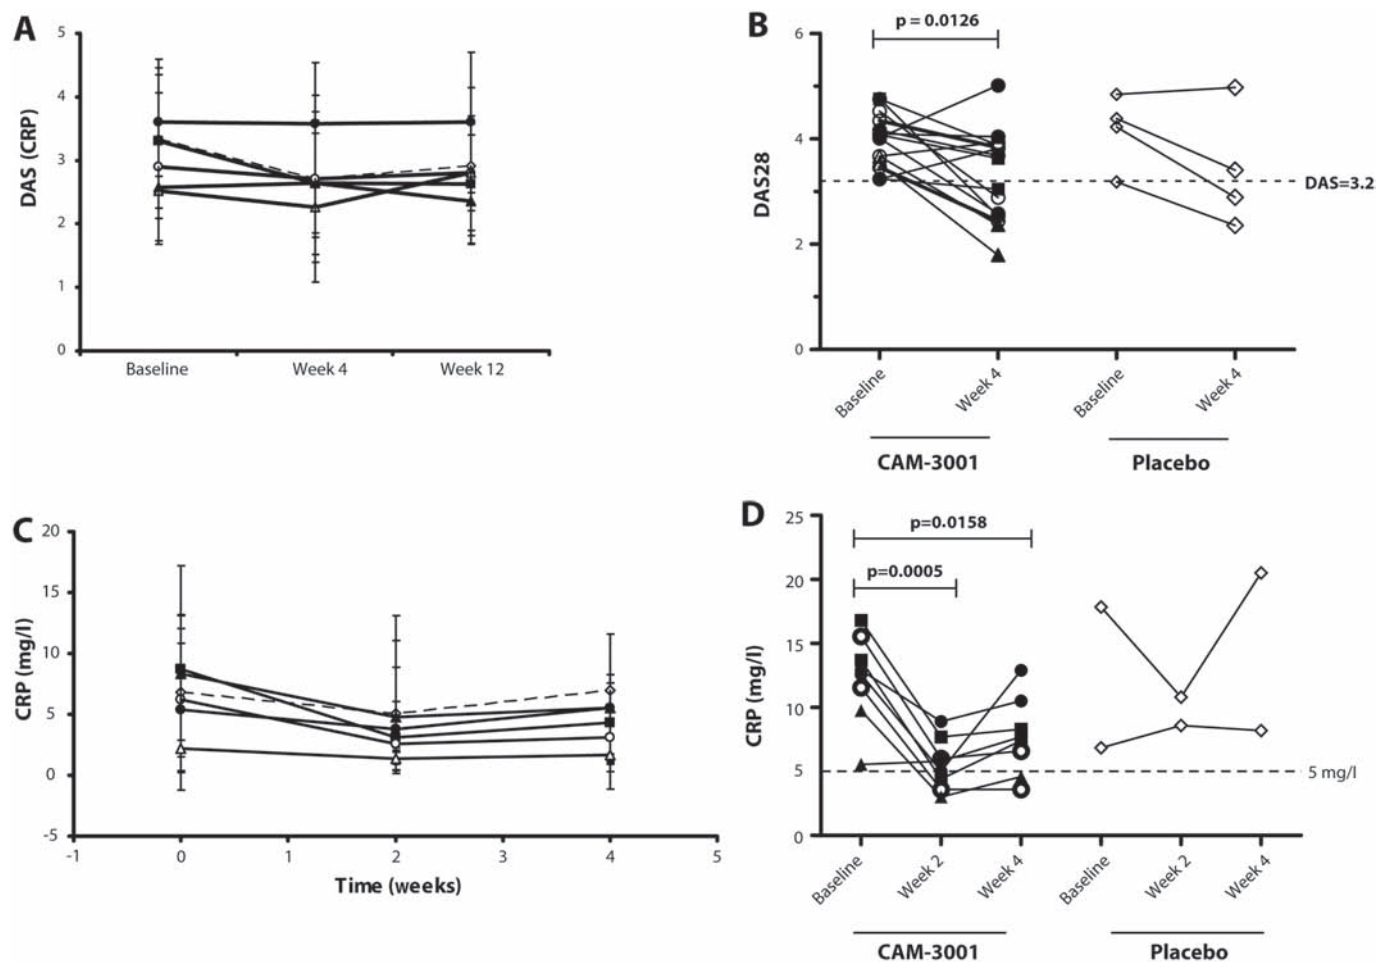 A
5
4
3
2
1
0
DAS (CRP)
Baseline Week 4 Week 12
B
p = 0.0126
6
4
2
0
DAS28
DAS=3.2
Baseline Week 4 Baseline Week 4
CAM-3001 Placebo
C
20
15
10
5
0
-5
CRP (mg/l)
-1 0 1 2 3 4 5
Time (weeks)
D
p=0.0158
p=0.0005
25
20
15
10
5
0
CRP (mg/l)
5 mg/l
Baseline Week 2 Week 4 Baseline Week 2 Week 4
CAM-3001 Placebo